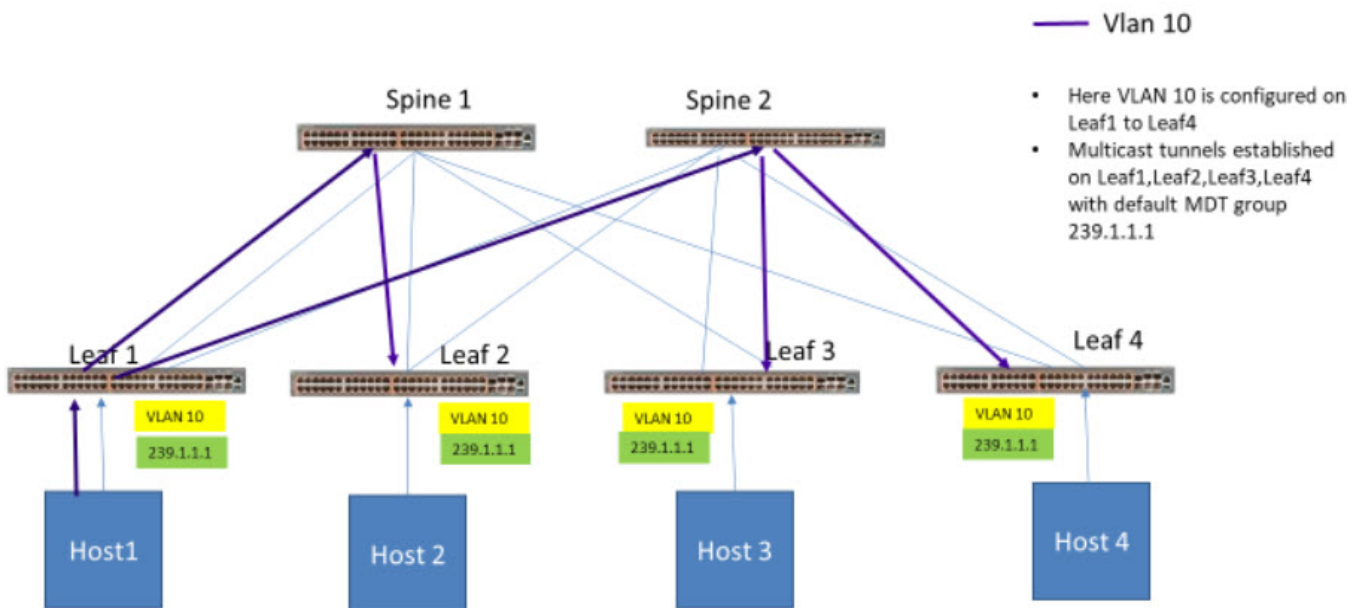 Vlan 10
Spine 1
Spine 2
• Here VLAN 10 is configured on
Leaf1 to Leaf4
• Multicast tunnels established
on Leaf1,Leaf2,Leaf3,Leaf4
with default MDT group
239.1.1.1
Leaf 1
Leaf 2
Leaf 3
Leaf 4
VLAN 10
239.1.1.1
VLAN 10
239.1.1.1
VLAN 10
239.1.1.1
VLAN 10
239.1.1.1
Host1
Host 2
Host 3
Host 4